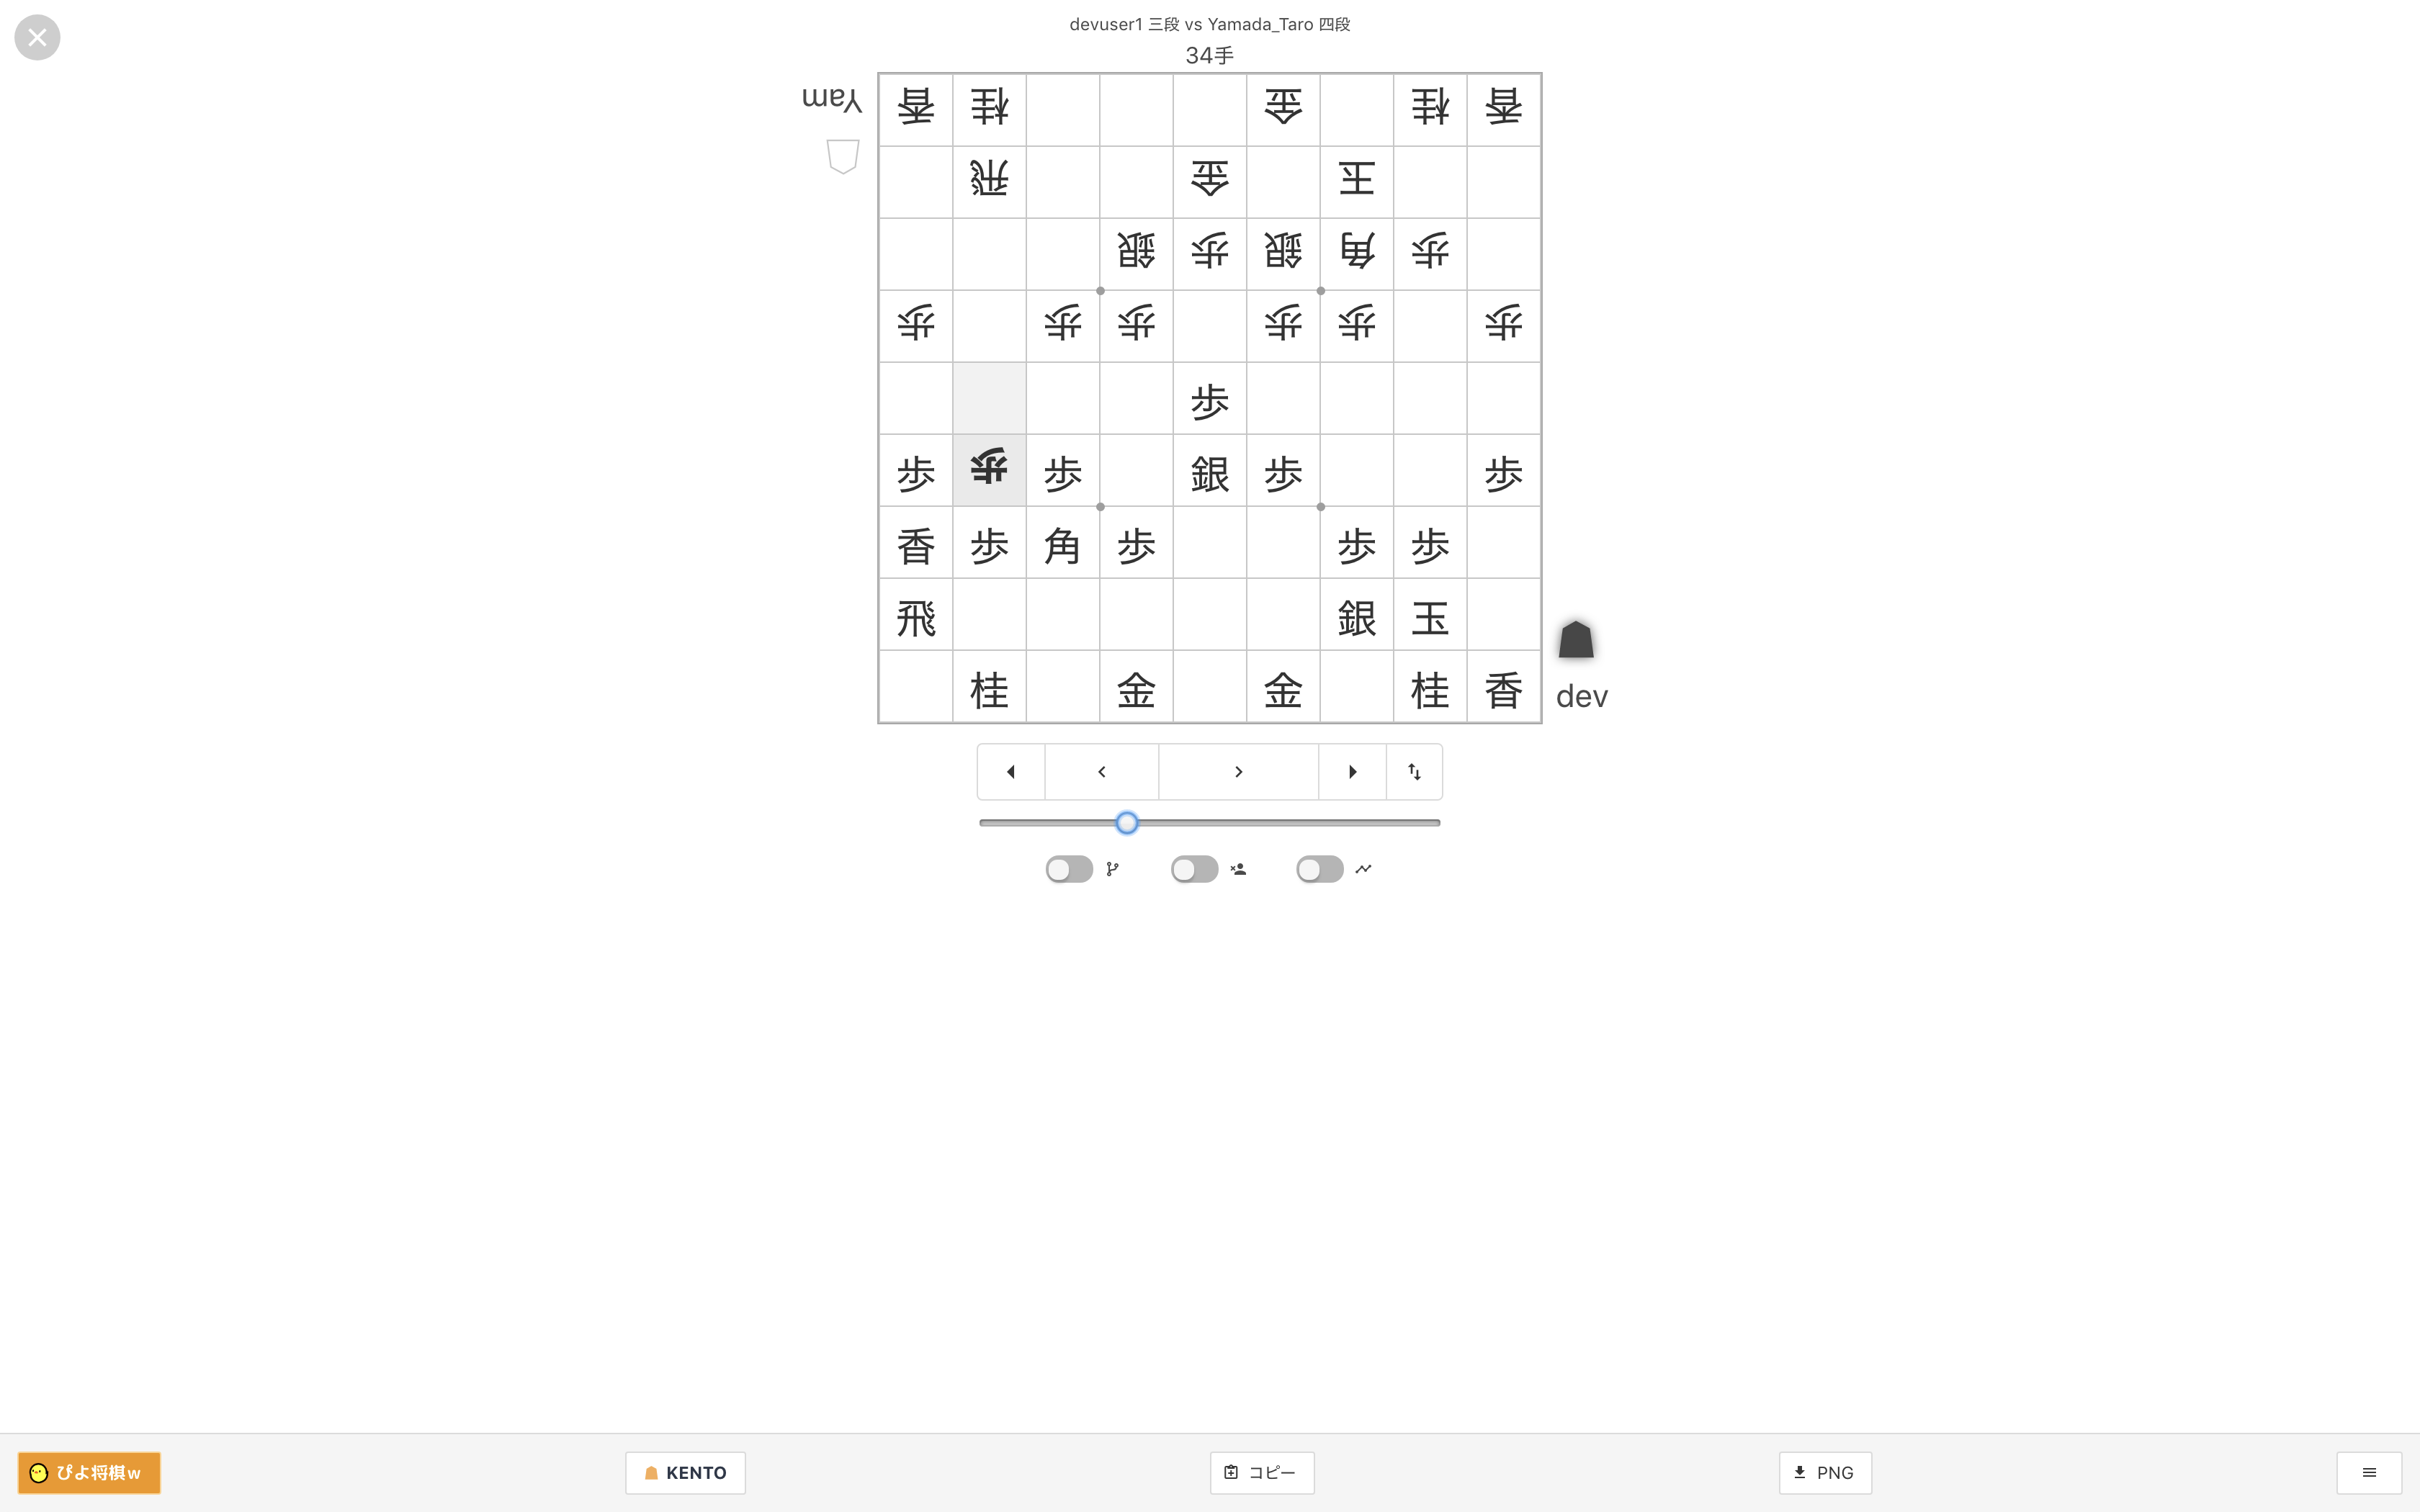 devuser1 三段 vs Yamada_Taro 四段
34手
Yam
香 桂 金 桂 香
飛 金 玉
銀 歩 銀 角 歩
歩 歩 歩 歩 歩 歩
歩
歩 歩 歩 銀 歩 歩
香 歩 角 歩 歩 歩
飛 銀 玉
桂 金 金 桂 香
dev
ぴよ将棋w
KENTO
コピー
PNG